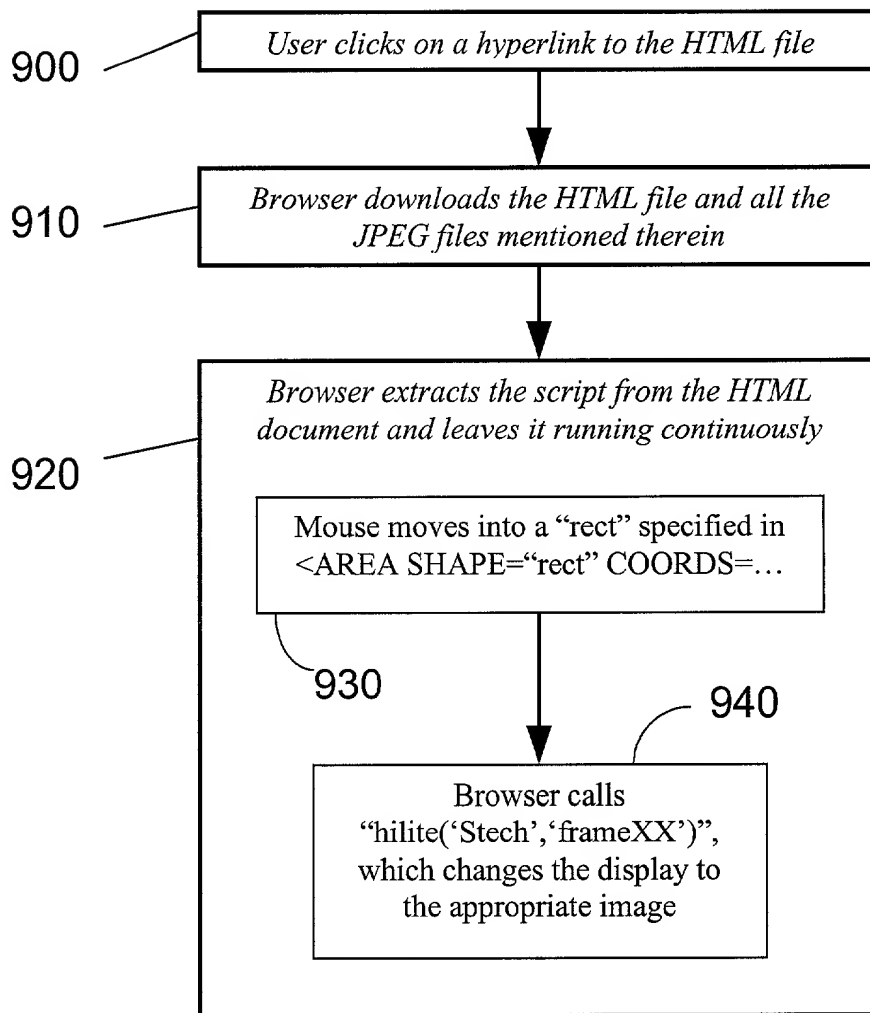 900
User clicks on a hyperlink to the HTML file
910
Browser downloads the HTML file and all the
JPEG files mentioned therein
920
Browser extracts the script from the HTML
document and leaves it running continuously
Mouse moves into a “rect” specified in
<AREA SHAPE=“rect” COORDS=…
930
940
Browser calls
“hilite(‘Stech’,‘frameXX’)”,
which changes the display to
the appropriate image